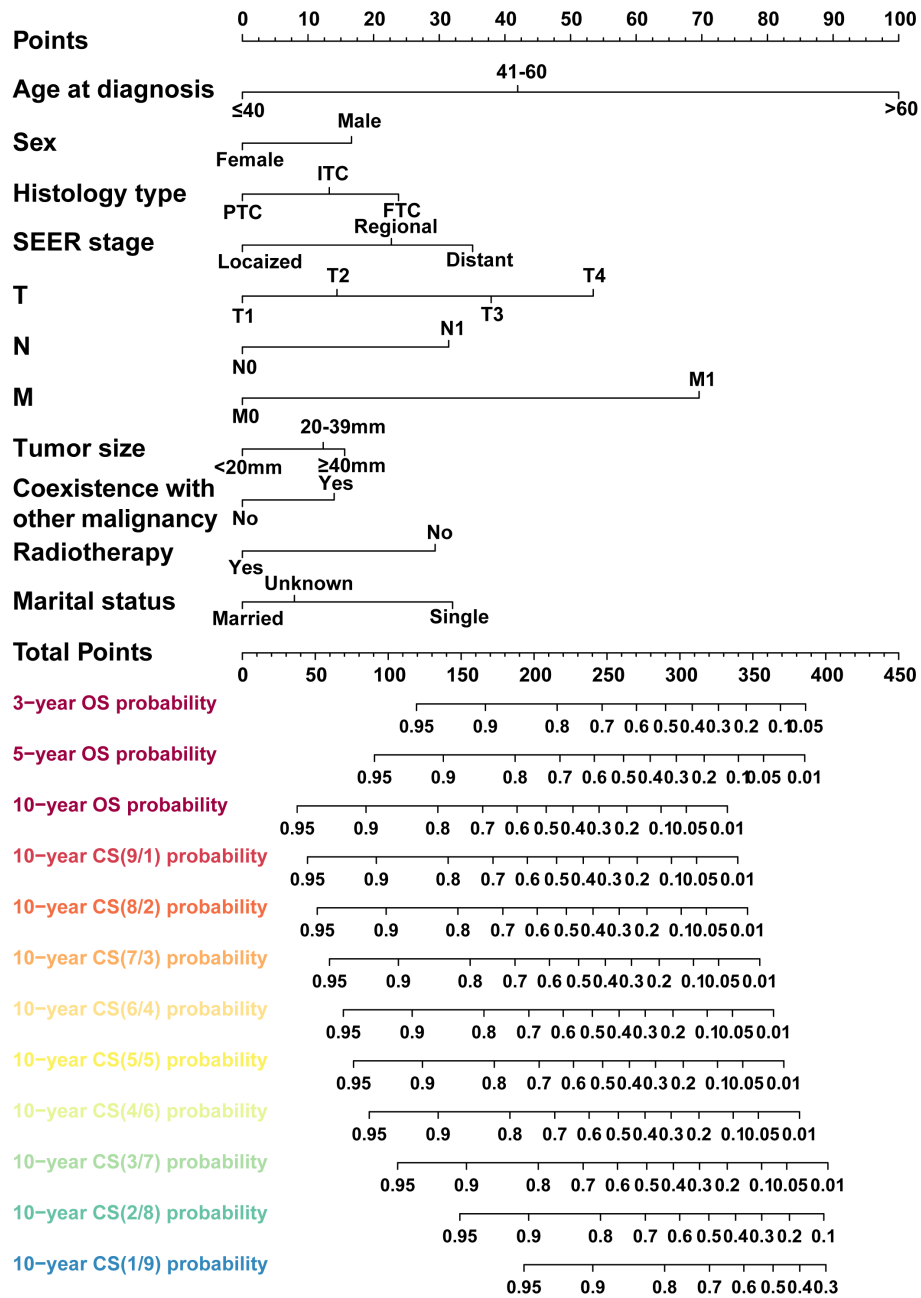 0 10 20 30 40 50 60 70 80 90 100
Points
41-60
Age at diagnosis
≤40 >60
Male
Sex
Female
ITC
Histology type
PTC FTC
Regional
SEER stage
Locaized Distant
T2 T4
T
T1 T3
N1
N
N0
M1
M
M0
20-39mm
Tumor size
<20mm ≥40mm
Coexistence with Yes
other malignancy No
No
Radiotherapy
Yes
Unknown
Marital status
Married Single
Total Points
0 50 100 150 200 250 300 350 400 450
3−year OS probability
0.95 0.9 0.8 0.7 0.6 0.5 0.4 0.3 0.2 0.1 0.05
5−year OS probability
0.95 0.9 0.8 0.7 0.6 0.5 0.4 0.3 0.2 0.1 0.05 0.01
10−year OS probability
0.95 0.9 0.8 0.7 0.6 0.5 0.4 0.3 0.2 0.1 0.05 0.01
10−year CS(9/1) probability
0.95 0.9 0.8 0.7 0.6 0.5 0.4 0.3 0.2 0.1 0.05 0.01
10−year CS(8/2) probability
0.95 0.9 0.8 0.7 0.6 0.5 0.4 0.3 0.2 0.1 0.05 0.01
10−year CS(7/3) probability
0.95 0.9 0.8 0.7 0.6 0.5 0.4 0.3 0.2 0.1 0.05 0.01
10−year CS(6/4) probability
0.95 0.9 0.8 0.7 0.6 0.5 0.4 0.3 0.2 0.1 0.05 0.01
10−year CS(5/5) probability
0.95 0.9 0.8 0.7 0.6 0.5 0.4 0.3 0.2 0.1 0.05 0.01
10−year CS(4/6) probability
0.95 0.9 0.8 0.7 0.6 0.5 0.4 0.3 0.2 0.1 0.05 0.01
10−year CS(3/7) probability
0.95 0.9 0.8 0.7 0.6 0.5 0.4 0.3 0.2 0.1 0.05 0.01
10−year CS(2/8) probability
0.95 0.9 0.8 0.7 0.6 0.5 0.4 0.3 0.2 0.1
10−year CS(1/9) probability
0.95 0.9 0.8 0.7 0.6 0.5 0.4 0.3